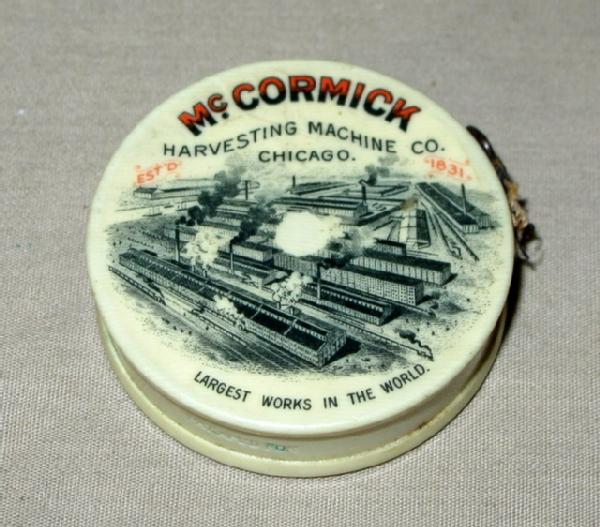 McCORMICK
HARVESTING MACHINE CO.
CHICAGO.
EST'D 1831.
LARGEST WORKS IN THE WORLD.